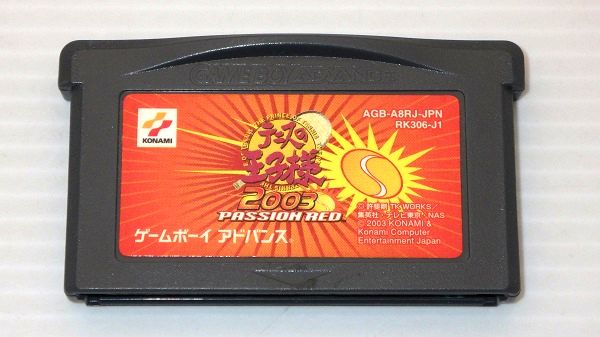 GAME BOY ADVANCE
KONAMI
AGB-A8RJ-JPN
RK306-J1
テニスの
王子様
2003
PASSION RED
S
ゲームボーイ アドバンス
©許斐剛 TK WORKS/
集英社・テレビ東京・NAS
© 2003 KONAMI &
Konami Computer
Entertainment Japan